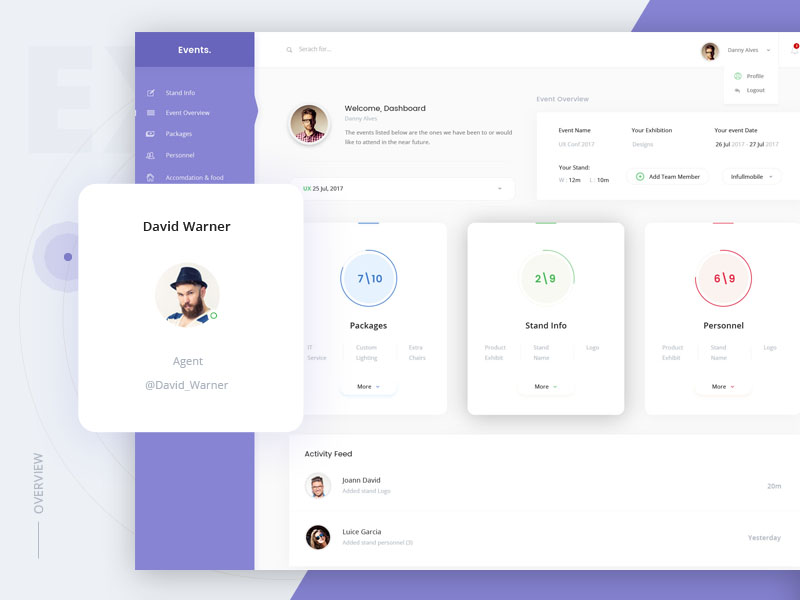 EV
Events.
Serach for...
Danny Alves
Profile
Logout
Stand Info
Event Overview
Packages
Personnel
Accomdation & food
Welcome, Dashboard
Danny Alves
The events listed below are the ones we have been to or would
like to attend in the near future.
UX 25 Jul, 2017
Event Overview
Event Name
Your Exhibition
Your event Date
UX Conf 2017
Designs
26 Jul 2017 - 27 Jul 2017
Your Stand:
W : 12m L : 10m
Add Team Member
Infullmobile
David Warner
Agent
@David_Warner
7\10
Packages
IT
Service
Custom
Lighting
Extra
Chairs
More
2\9
Stand Info
Product
Exhibit
Stand
Name
Logo
More
6\9
Personnel
Product
Exhibit
Stand
Name
Logo
More
Activity Feed
Joann David
Added stand Logo
20m
Luice Garcia
Added stand personnel (3)
Yesterday
OVERVIEW